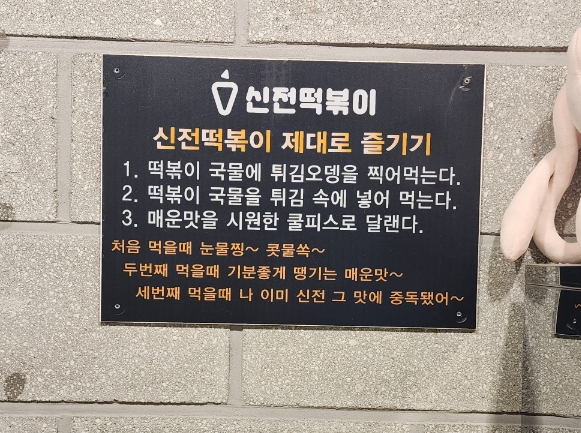 신전떡볶이
신전떡볶이 제대로 즐기기
1. 떡볶이 국물에 튀김오뎅을 찍어먹는다.
2. 떡볶이 국물을 튀김 속에 넣어 먹는다.
3. 매운맛을 시원한 쿨피스로 달랜다.
처음 먹을때 눈물찡~ 콧물쏙~
두번째 먹을때 기분좋게 땡기는 매운맛~
세번째 먹을때 나 이미 신전 그 맛에 중독됐어~